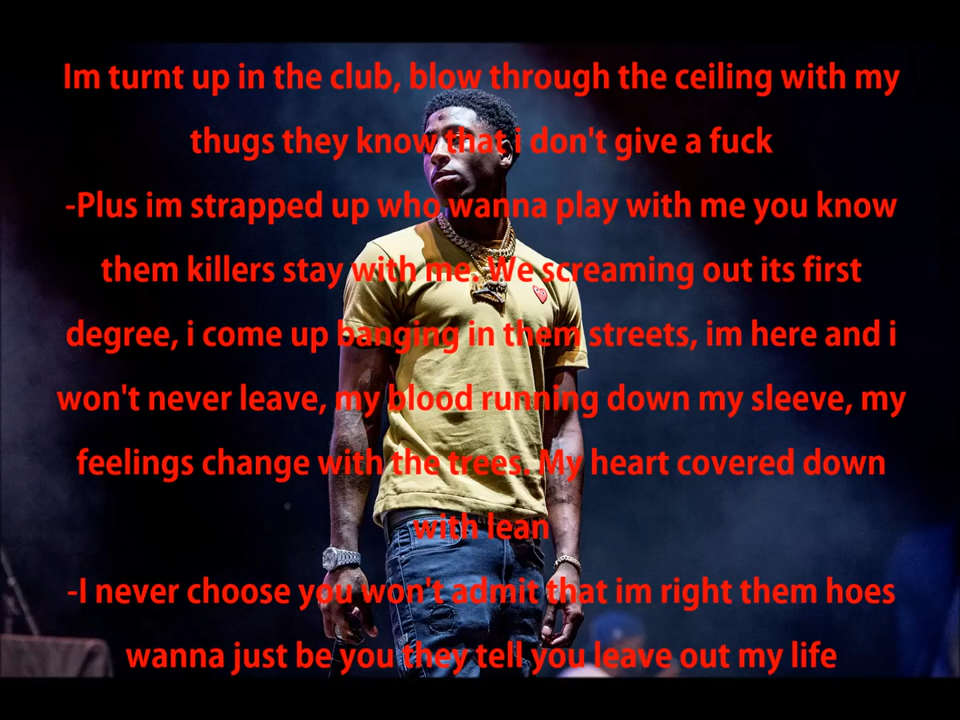 Im turnt up in the club, blow through the ceiling with my
thugs they know that i don't give a fuck
-Plus im strapped up who wanna play with me you know
them killers stay with me. We screaming out its first
degree, i come up banging in them streets, im here and i
won't never leave, my blood running down my sleeve, my
feelings change with the trees. My heart covered down
with lean
-I never choose you won't admit that im right them hoes
wanna just be you they tell you leave out my life